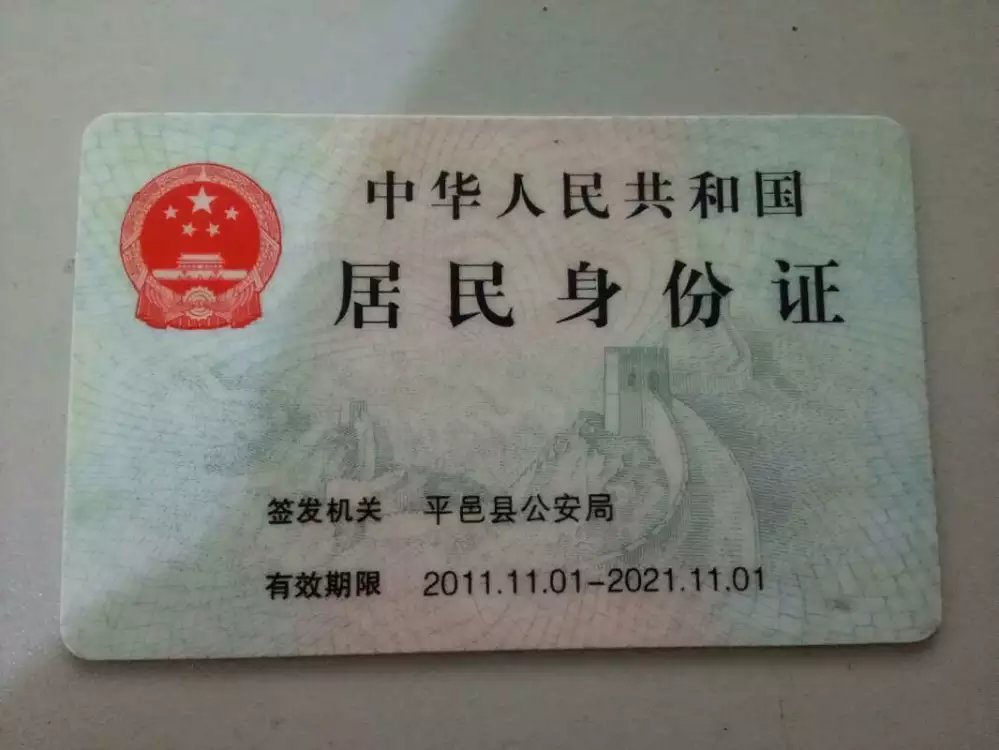 中华人民共和国
居民身份证
签发机关 平邑县公安局
有效期限 2011.11.01-2021.11.01